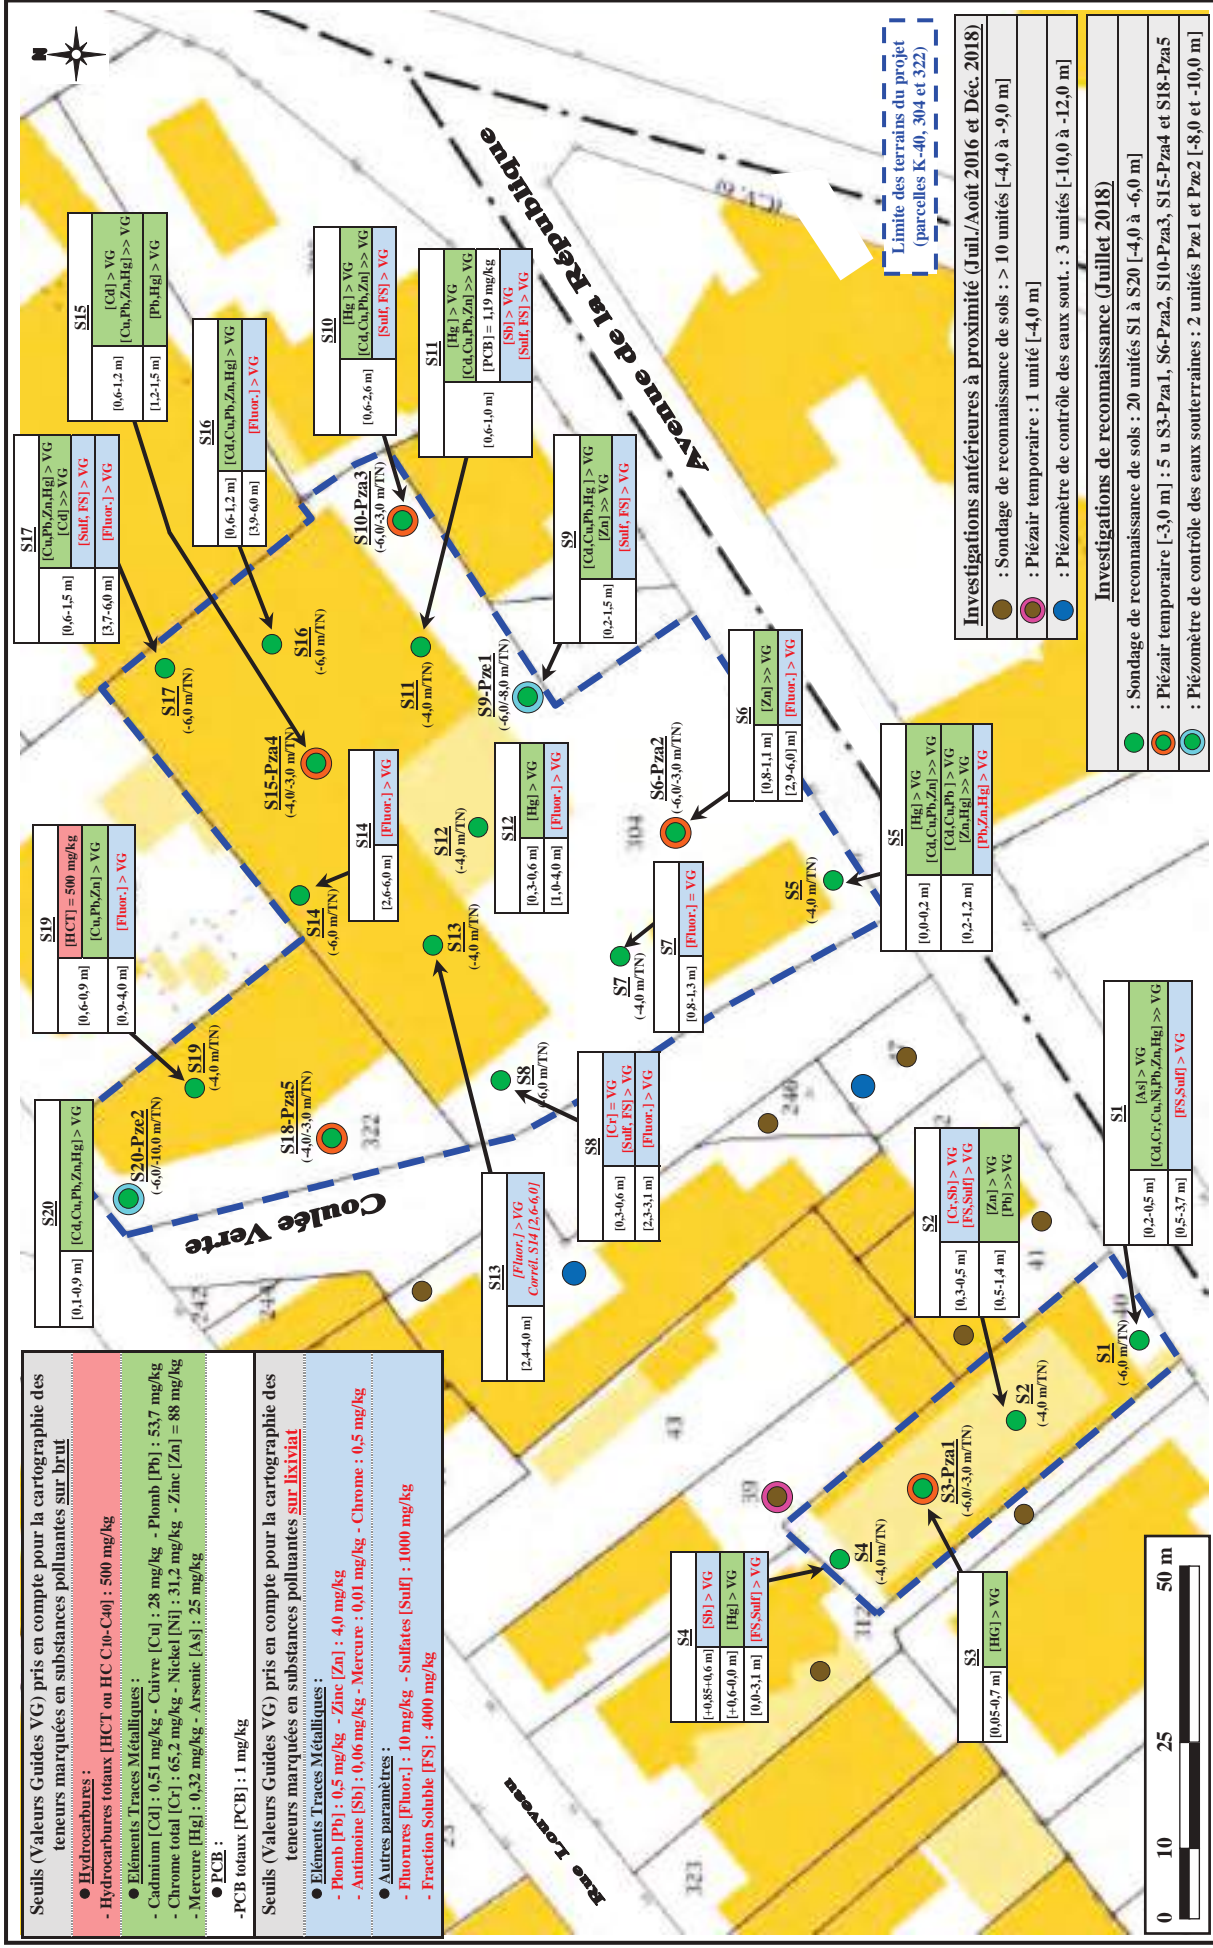 Seuils (Valeurs Guides VG) pris en compte pour la cartographie des
teneurs marquées en substances polluantes sur brut
● Hydrocarbures :
- Hydrocarbures totaux [HCT ou HC C10-C40] : 500 mg/kg
● Eléments Traces Métalliques :
- Cadmium [Cd] : 0,51 mg/kg - Cuivre [Cu] : 28 mg/kg - Plomb [Pb] : 53,7 mg/kg
- Chrome total [Cr] : 65,2 mg/kg - Nickel [Ni] : 31,2 mg/kg - Zinc [Zn] = 88 mg/kg
- Mercure [Hg] : 0,32 mg/kg - Arsenic [As] : 25 mg/kg
● PCB :
-PCB totaux [PCB] : 1 mg/kg
Seuils (Valeurs Guides VG) pris en compte pour la cartographie des
teneurs marquées en substances polluantes sur lixiviat
● Eléments Traces Métalliques :
- Plomb [Pb] : 0,5 mg/kg - Zinc [Zn] : 4,0 mg/kg
- Antimoine [Sb] : 0,06 mg/kg - Mercure : 0,01 mg/kg - Chrome : 0,5 mg/kg
● Autres paramètres :
- Fluorures [Fluor.] : 10 mg/kg - Sulfates [Sulf] : 1000 mg/kg
- Fraction Soluble [FS] : 4000 mg/kg
S20
[0,1-0,9 m] [Cd,Cu,Pb,Zn,Hg] > VG
S20-Pze2
(-6,0/-10,0 m/TN)
S19
[0,6-0,9 m] [HCT] = 500 mg/kg
[Cu,Pb,Zn] > VG
[0,9-4,0 m] [Fluor.] > VG
S19
(-4,0 m/TN)
S17
[0,6-1,5 m] [Cu,Pb,Zn,Hg] > VG
[Cd] >> VG
[Sulf, FS] > VG
[3,7-6,0 m] [Fluor.] > VG
S17
(-6,0 m/TN)
S15
[0,6-1,2 m] [Cd] > VG
[Cu,Pb,Zn,Hg] >> VG
[1,2-1,5 m] [Pb,Hg] > VG
S16
[0,6-1,2 m] [Cd,Cu,Pb,Zn,Hg] > VG
[3,9-6,0 m] [Fluor.] > VG
S16
(-6,0 m/TN)
S18-Pza5
(-4,0/-3,0 m/TN)
322
S14
(-6,0 m/TN)
S15-Pza4
(-4,0/-3,0 m/TN)
S14
[2,6-6,0 m] [Fluor.] > VG
S10
[0,6-2,6 m] [Hg ] > VG
[Cd,Cu,Pb,Zn] >> VG
[Sulf, FS] > VG
S10-Pza3
(-6,0/-3,0 m/TN)
S11
[0,6-1,0 m] [Hg ] > VG
[Cd,Cu,Pb,Zn] >> VG
[PCB] = 1,19 mg/kg
[Sb] > VG
[Sulf, FS] > VG
S11
(-4,0 m/TN)
Coulée Verte
242
S13
(-4,0 m/TN)
S12
(-4,0 m/TN)
S12
[0,3-0,6 m] [Hg] > VG
[1,0-4,0 m] [Fluor.] > VG
S9-Pze1
(-6,0/-8,0 m/TN)
S9
[0,2-1,5 m] [Cd,Cu,Pb,Hg ] > VG
[Zn] >> VG
[Sulf, FS] > VG
S13
[2,4-4,0 m] [Fluor.] > VG
Corrél. S14 [2,6-6,0]
S8
(-6,0 m/TN)
S8
[0,3-0,6 m] [Cr] = VG
[Sulf, FS] > VG
[2,3-3,1 m] [Fluor.] > VG
S7
(-4,0 m/TN)
S7
[0,8-1,3 m] [Fluor.] = VG
304
S6-Pza2
(-6,0/-3,0 m/TN)
S6
[0,8-1,1 m] [Zn] >> VG
[2,9-6,0] m] [Fluor.] > VG
Avenue de la République
(C.V. 6)
S5
(-4,0 m/TN)
S5
[0,0-0,2 m] [Hg] > VG
[Cd,Cu,Pb,Zn] >> VG
[0,2-1,2 m] [Cd,Cu,Pb ] > VG
[Zn,Hg] >> VG
[Pb,Zn,Hg] > VG
Rue Louveau
323
43
39
240
47
41
40
312
S4
[+0,85+0,6 m] [Sb] > VG
[+0,6-0,0 m] [Hg] > VG
[0,0-3,1 m] [FS,Sulf] > VG
S4
(-4,0 m/TN)
S3-Pza1
(-6,0/-3,0 m/TN)
S3
[0,05-0,7 m] [HG] > VG
S2
[0,3-0,5 m] [Cr,Sb] > VG
[FS,Sulf] > VG
[0,5-1,4 m] [Zn] > VG
[Pb] >>VG
S2
(-4,0 m/TN)
S1
[0,2-0,5 m] [As] > VG
[Cd,Cr,Cu,Ni,Pb,Zn,Hg] >> VG
[0,5-3,7 m] [FS,Sulf] > VG
S1
(-6,0 m/TN)
Limite des terrains du projet
(parcelles K-40, 304 et 322)
Investigations antérieures à proximité (Juil./Août 2016 et Déc. 2018)
: Sondage de reconnaissance de sols : > 10 unités [-4,0 à -9,0 m]
: Piézair temporaire : 1 unité [-4,0 m]
: Piézomètre de contrôle des eaux sout. : 3 unités [-10,0 à -12,0 m]
Investigations de reconnaissance (Juillet 2018)
: Sondage de reconnaissance de sols : 20 unités S1 à S20 [-4,0 à -6,0 m]
: Piézair temporaire [-3,0 m] : 5 u S3-Pza1, S6-Pza2, S10-Pza3, S15-Pza4 et S18-Pza5
: Piézomètre de contrôle des eaux souterraines : 2 unités Pze1 et Pze2 [-8,0 et -10,0 m]
0 10 25 50 m
N